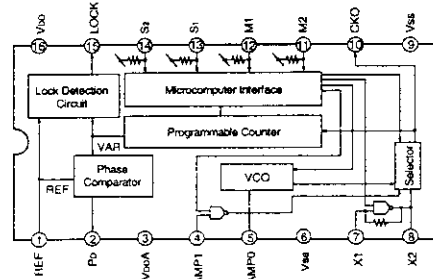 VDD LOCK S2 S1 M1 M2 CKO Vss
16 15 14 13 12 11 10 9
Lock Detection
Circuit
Microcomputer Interface
Programmable Counter
VAR
Phase
Comparator
REF
VCO
Selector
1 2 3 4 5 6 7 8
REF PD VDDA AMP1 AMPO Vss X1 X2